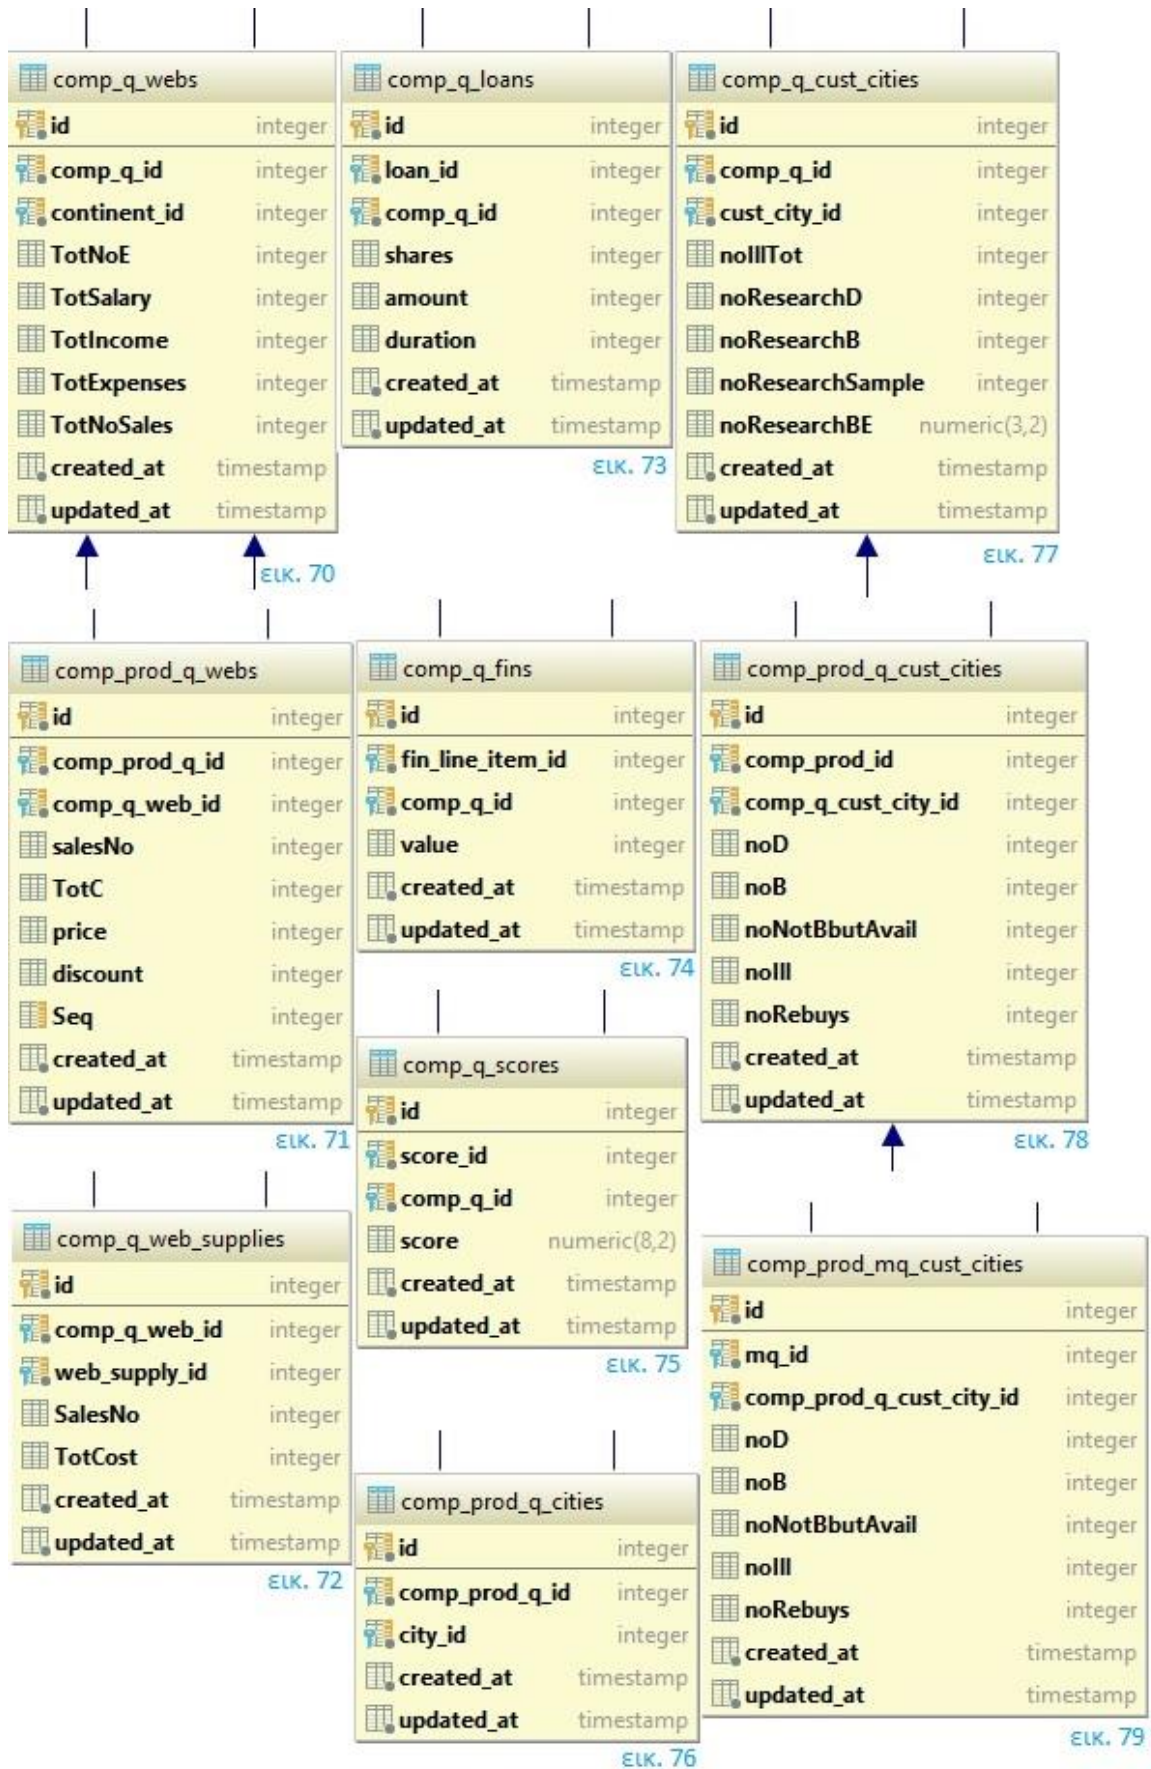 comp_q_webs
id integer
comp_q_id integer
continent_id integer
TotNoE integer
TotSalary integer
TotIncome integer
TotExpenses integer
TotNoSales integer
created_at timestamp
updated_at timestamp
εικ. 70
comp_q_loans
id integer
loan_id integer
comp_q_id integer
shares integer
amount integer
duration integer
created_at timestamp
updated_at timestamp
εικ. 73
comp_q_cust_cities
id integer
comp_q_id integer
cust_city_id integer
noIllTot integer
noResearchD integer
noResearchB integer
noResearchSample integer
noResearchBE numeric(3,2)
created_at timestamp
updated_at timestamp
εικ. 77
comp_prod_q_webs
id integer
comp_prod_q_id integer
comp_q_web_id integer
salesNo integer
TotC integer
price integer
discount integer
Seq integer
created_at timestamp
updated_at timestamp
εικ. 71
comp_q_fins
id integer
fin_line_item_id integer
comp_q_id integer
value integer
created_at timestamp
updated_at timestamp
εικ. 74
comp_prod_q_cust_cities
id integer
comp_prod_id integer
comp_q_cust_city_id integer
noD integer
noB integer
noNotBbutAvail integer
noIll integer
noRebuys integer
created_at timestamp
updated_at timestamp
εικ. 78
comp_q_scores
id integer
score_id integer
comp_q_id integer
score numeric(8,2)
created_at timestamp
updated_at timestamp
εικ. 75
comp_q_web_supplies
id integer
comp_q_web_id integer
web_supply_id integer
SalesNo integer
TotCost integer
created_at timestamp
updated_at timestamp
εικ. 72
comp_prod_q_cities
id integer
comp_prod_q_id integer
city_id integer
created_at timestamp
updated_at timestamp
εικ. 76
comp_prod_mq_cust_cities
id integer
mq_id integer
comp_prod_q_cust_city_id integer
noD integer
noB integer
noNotBbutAvail integer
noIll integer
noRebuys integer
created_at timestamp
updated_at timestamp
εικ. 79